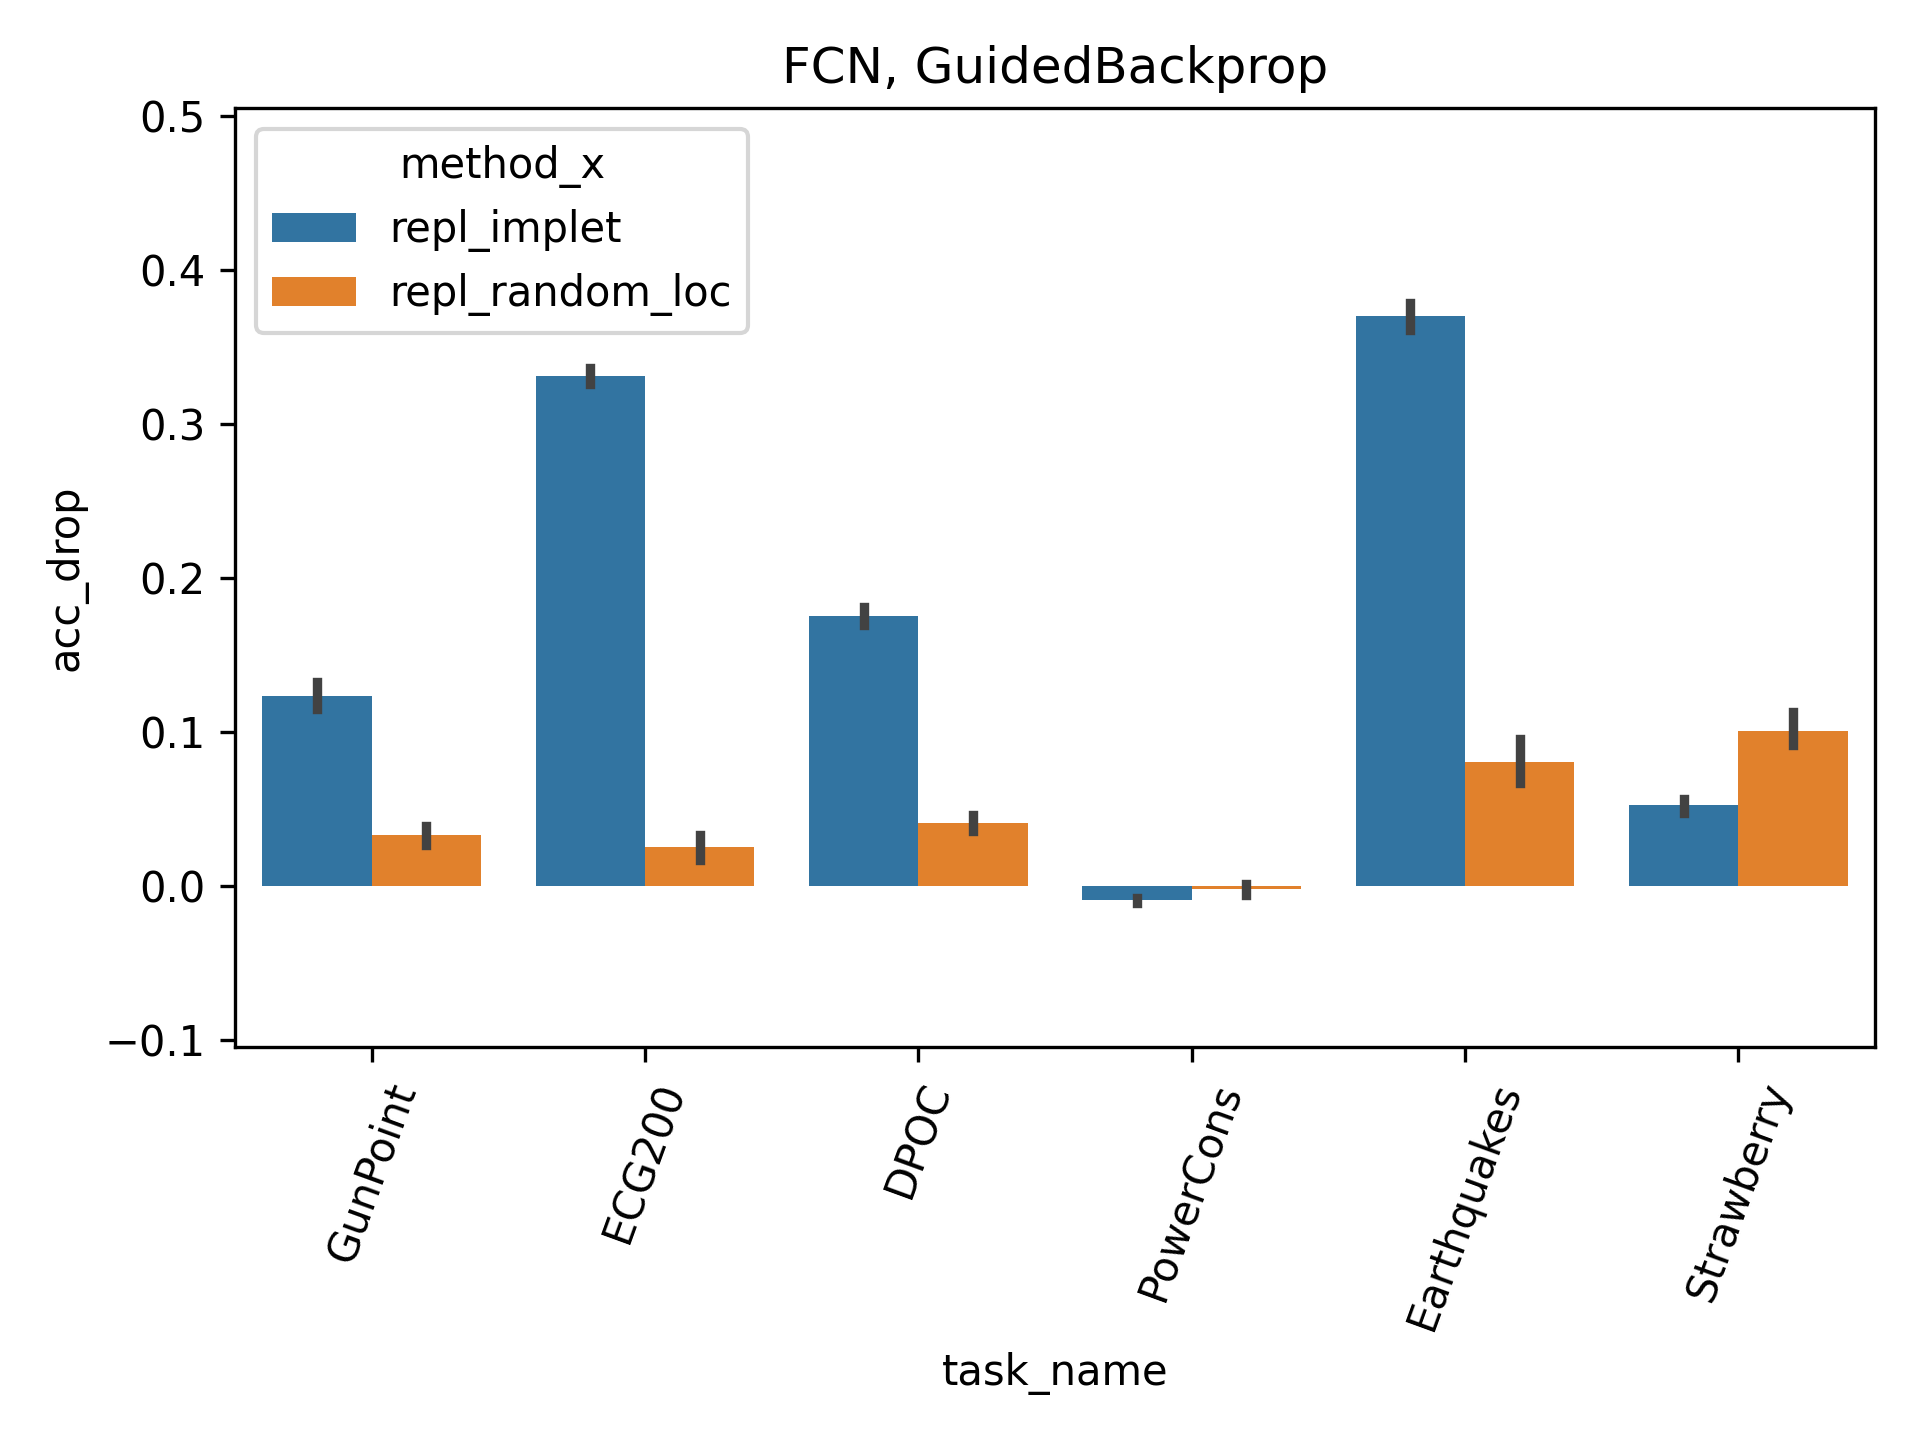 FCN, GuidedBackprop
0.5
0.4
0.3
0.2
0.1
0.0
−0.1
acc_drop
method_x
repl_implet
repl_random_loc
GunPoint
ECG200
DPOC
PowerCons
Earthquakes
Strawberry
task_name